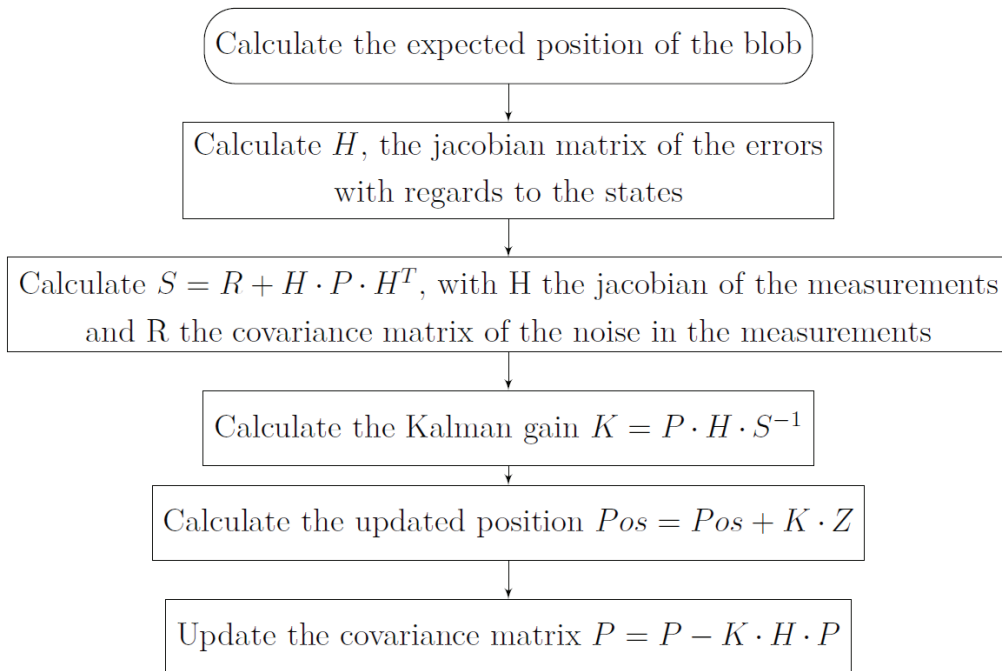 Calculate the expected position of the blob
Calculate H, the jacobian matrix of the errors
with regards to the states
Calculate S = R + H · P · H^T, with H the jacobian of the measurements
and R the covariance matrix of the noise in the measurements
Calculate the Kalman gain K = P · H · S^{−1}
Calculate the updated position Pos = Pos + K · Z
Update the covariance matrix P = P − K · H · P